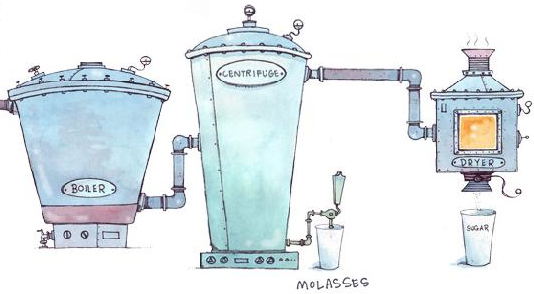 CENTRIFUGE
BOILER
DRYER
SUGAR
MOLASSES